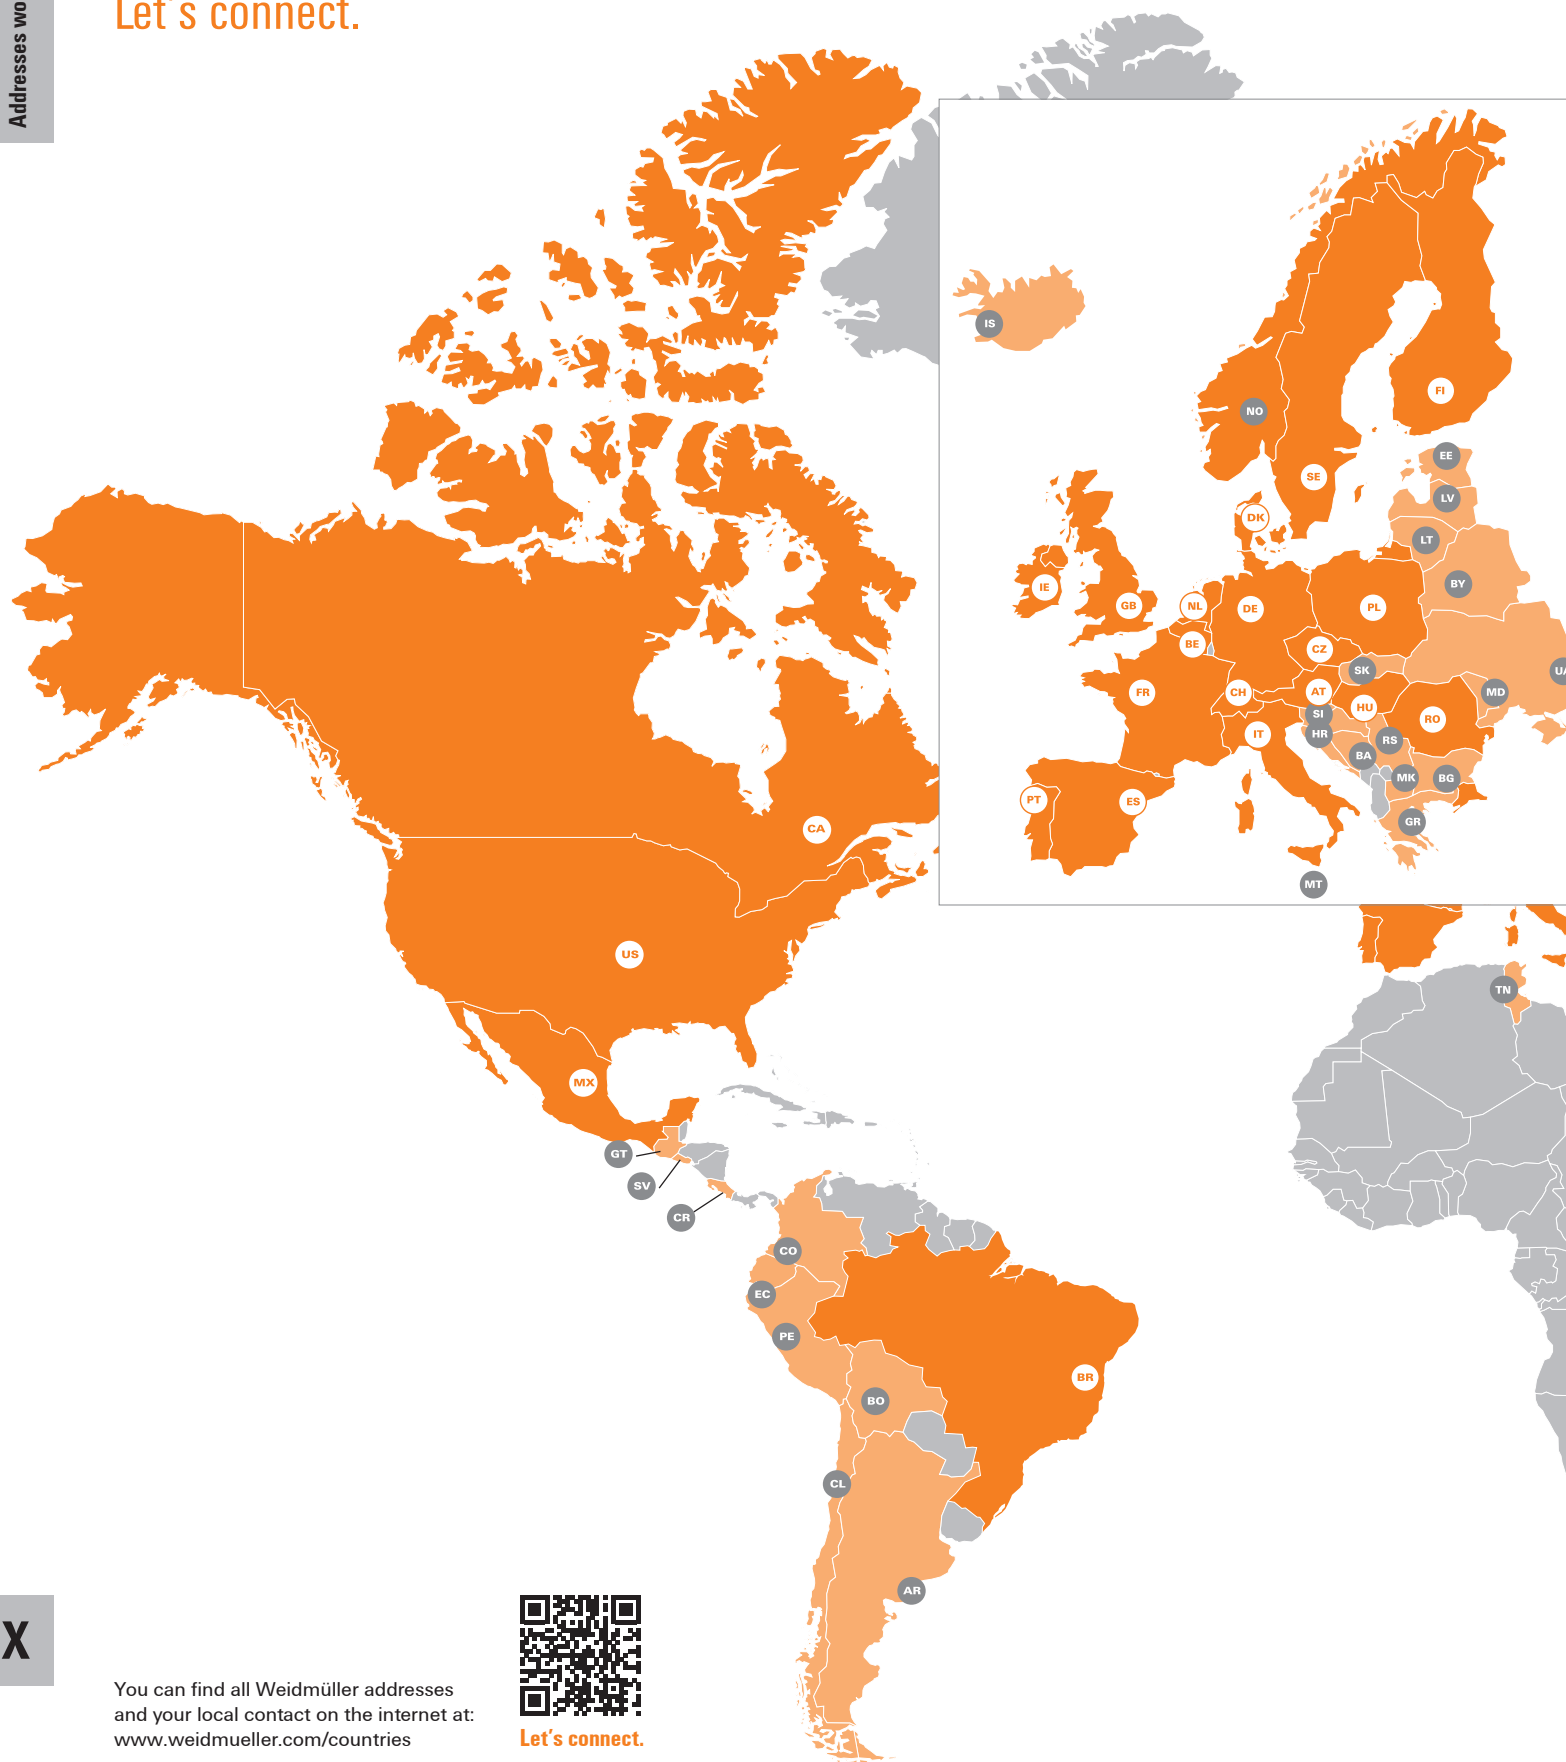 Addresses wo
Let's connect.
IS
NO
FI
SE
EE
LV
DK
LT
BY
IE
GB
NL
DE
PL
BE
CZ
SK
UA
FR
CH
AT
MD
HU
SI
RO
HR
IT
RS
BA
MK
BG
PT
ES
GR
MT
CA
US
TN
MX
GT
SV
CR
CO
EC
PE
BR
BO
CL
AR
X
You can find all Weidmüller addresses
and your local contact on the internet at:
www.weidmueller.com/countries
Let's connect.